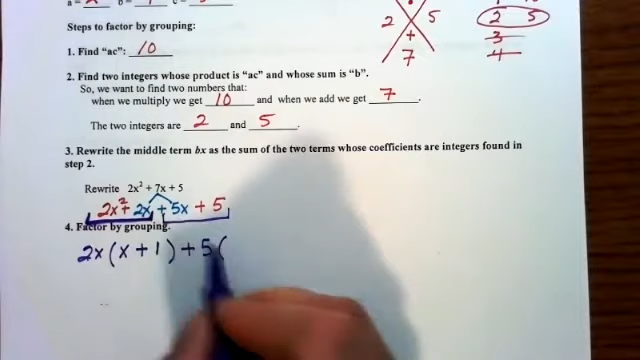 a = b = c =
2 5
+
7
2 5
3
4
Steps to factor by grouping:
1. Find “ac”: 10
2. Find two integers whose product is “ac” and whose sum is “b”.
So, we want to find two numbers that:
when we multiply we get 10 and when we add we get 7.
The two integers are 2 and 5.
3. Rewrite the middle term bx as the sum of the two terms whose coefficients are integers found in
step 2.
Rewrite 2x² + 7x + 5
2x² + 2x + 5x + 5
4. Factor by grouping.
2x(x + 1) + 5(